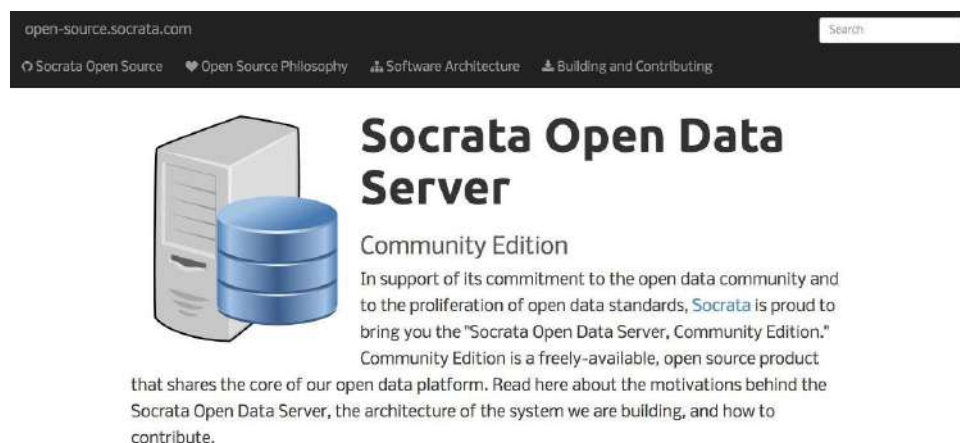 open-source.socrata.com
Search
Socrata Open Source Open Source Philosophy Software Architecture Building and Contributing
Socrata Open Data
Server
Community Edition
In support of its commitment to the open data community and
to the proliferation of open data standards, Socrata is proud to
bring you the "Socrata Open Data Server, Community Edition."
Community Edition is a freely-available, open source product
that shares the core of our open data platform. Read here about the motivations behind the
Socrata Open Data Server, the architecture of the system we are building, and how to
contribute.